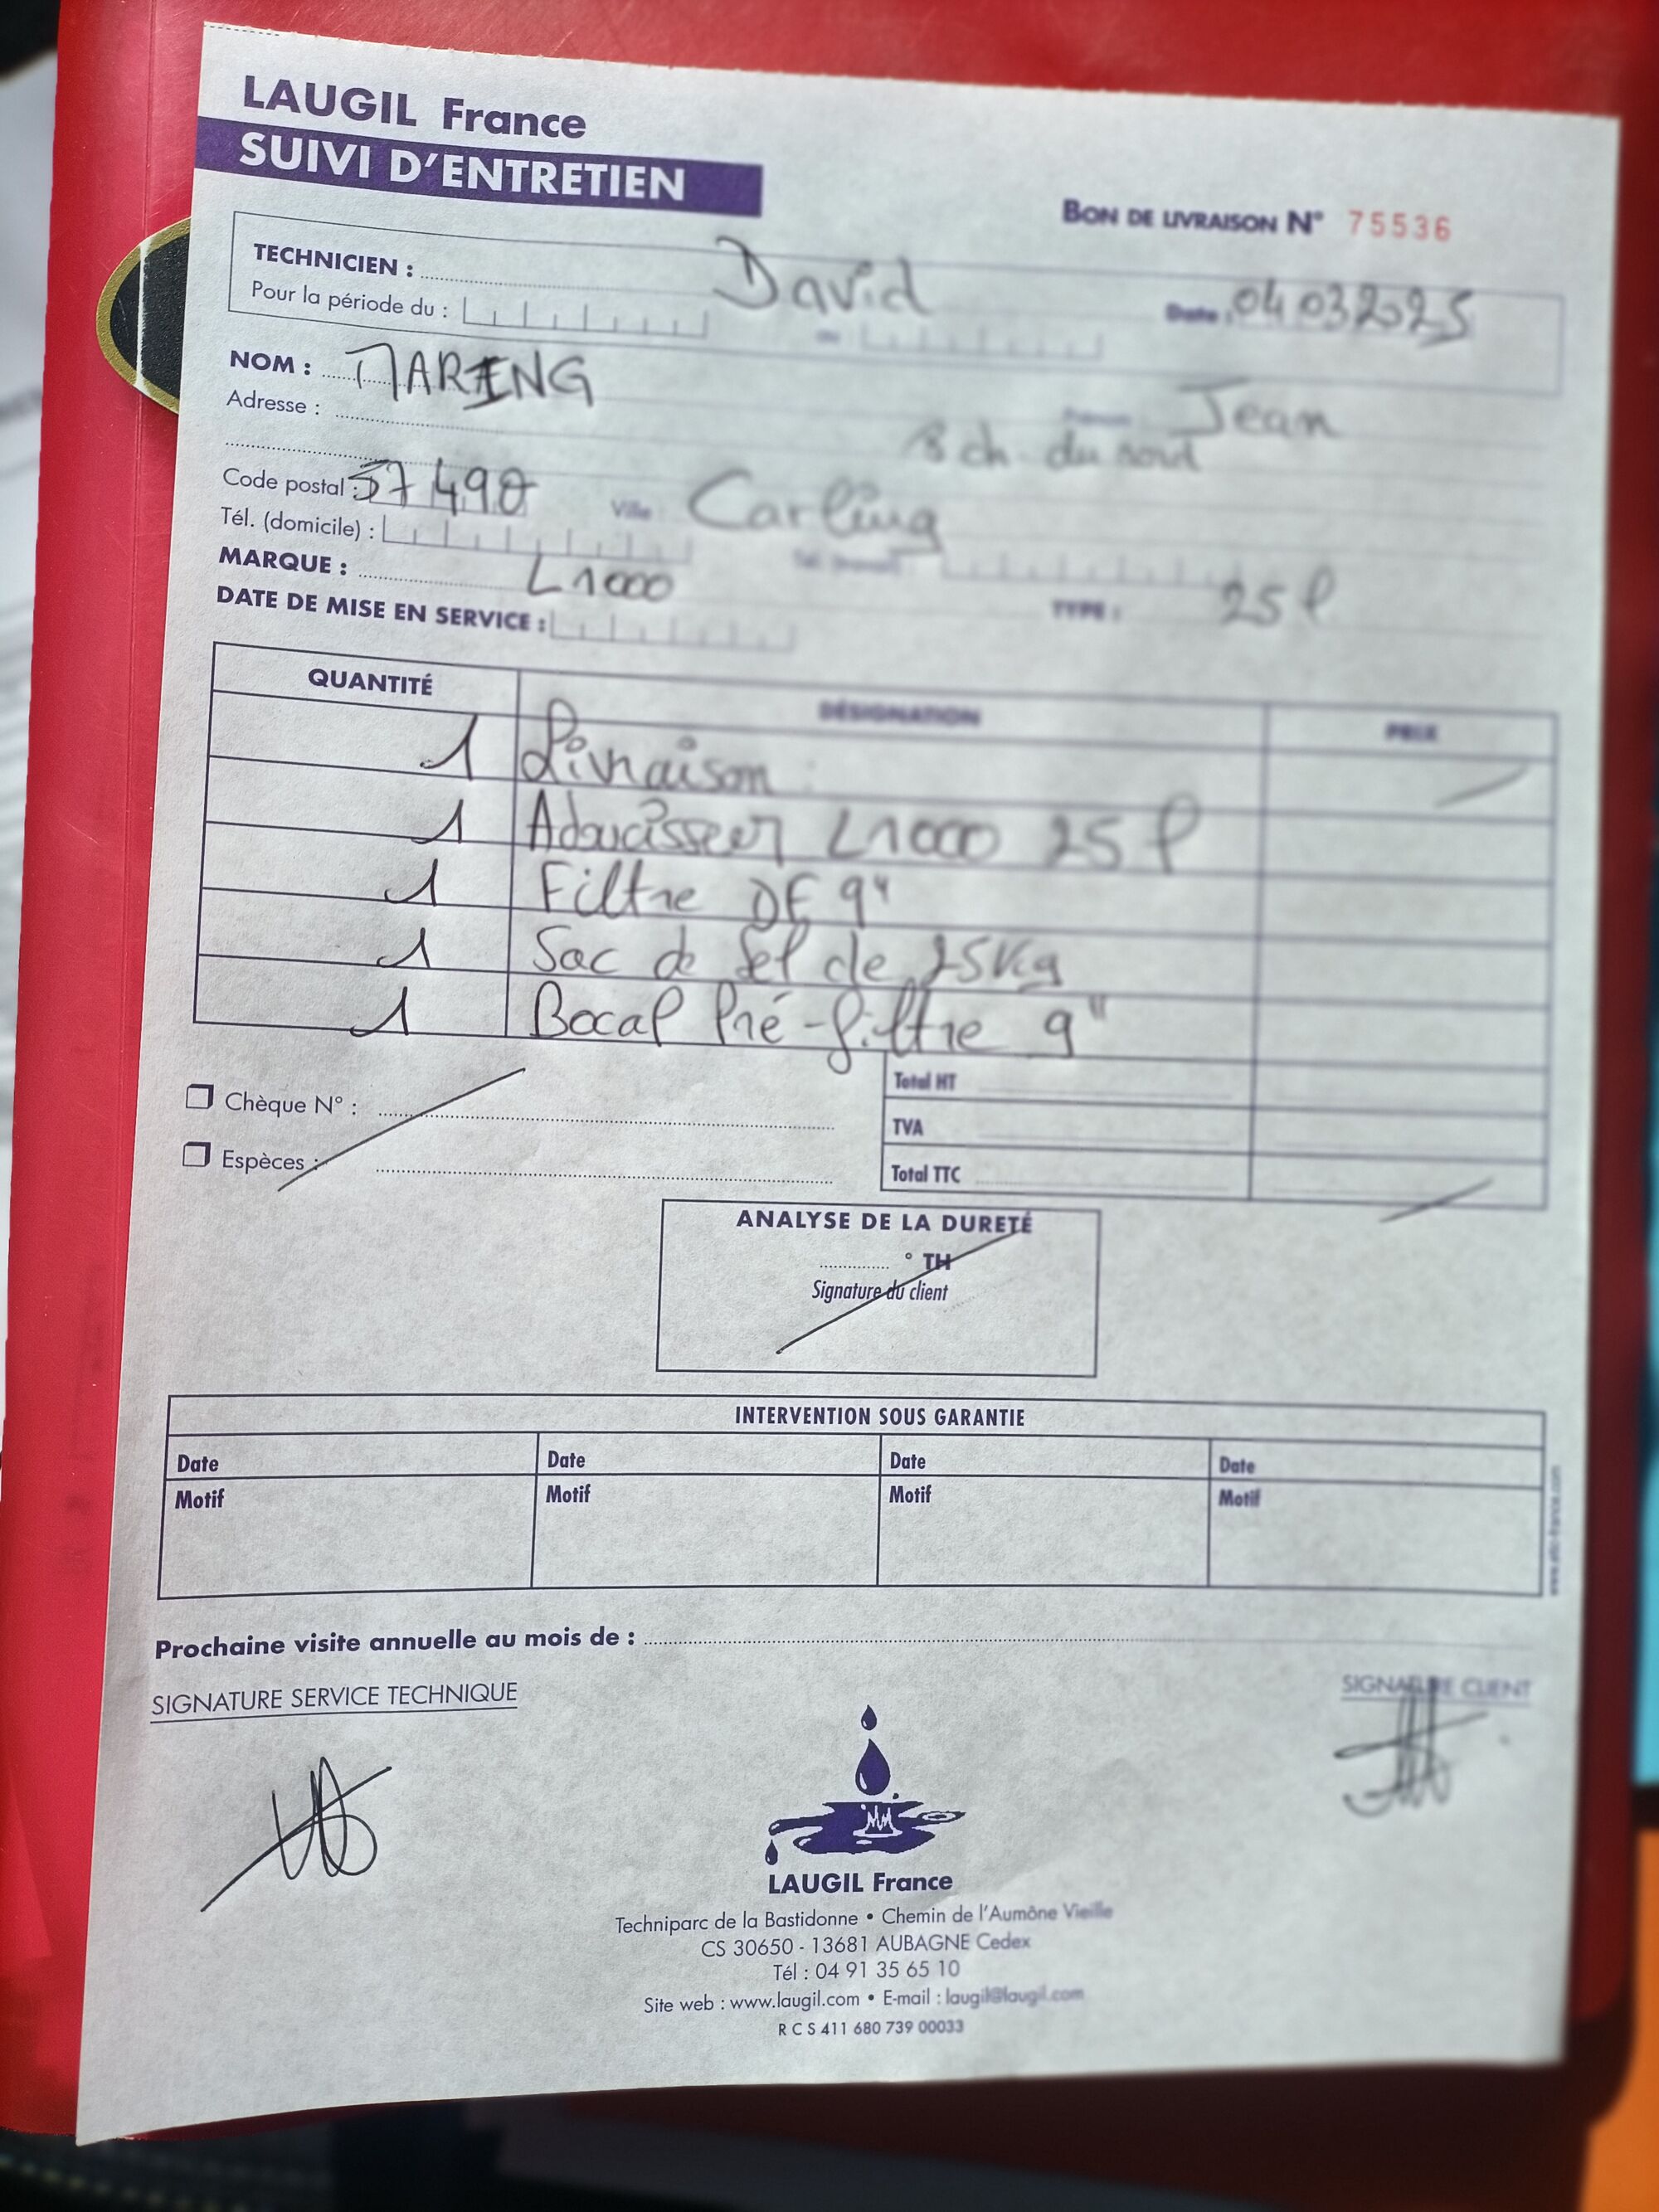 LAUGIL France
SUIVI D'ENTRETIEN
BON DE LIVRAISON N° 75536
TECHNICIEN : David Date : 04 03 2025
Pour la période du : au
NOM : MARING Prénom : Jean
Adresse : 8 ch. du nord
Code postal : 57490 Ville : Carling
Tél. (domicile) : Tél. (travail) :
MARQUE : L1000 TYPE : 25 l
DATE DE MISE EN SERVICE :
QUANTITÉ DÉSIGNATION PRIX
1 Livraison :
1 Adoucisseur L1000 25 l
1 Filtre DF 9"
1 Sac de Sel de 25Kg
1 Bocal Pré-filtre 9"
Chèque N° : Total HT
TVA
Espèces : Total TTC
ANALYSE DE LA DURETÉ
° TH
Signature du client
INTERVENTION SOUS GARANTIE
Date Date Date Date
Motif Motif Motif Motif
Prochaine visite annuelle au mois de :
SIGNATURE SERVICE TECHNIQUE SIGNATURE CLIENT
LAUGIL France
Techniparc de la Bastidonne • Chemin de l'Aumône Vieille
CS 30650 - 13681 AUBAGNE Cedex
Tél : 04 91 35 65 10
Site web : www.laugil.com • E-mail : laugil@laugil.com
R C S 411 680 739 00033